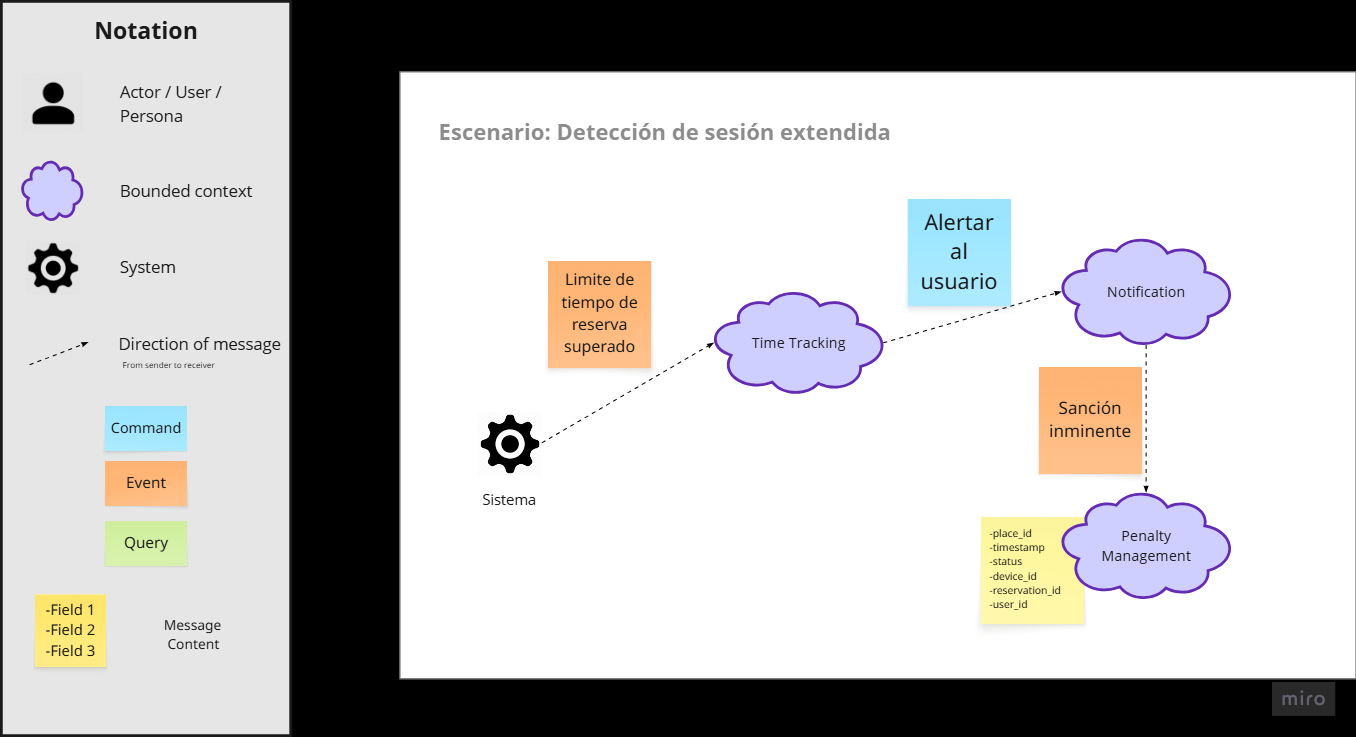 Notation
Actor / User /
Persona
Bounded context
System
Direction of message
From sender to receiver
Command
Event
Query
-Field 1
-Field 2
-Field 3
Message
Content
Escenario: Detección de sesión extendida
Limite de
tiempo de
reserva
superado
Sistema
Time Tracking
Alertar
al
usuario
Notification
Sanción
inminente
Penalty
Management
-place_id
-timestamp
-status
-device_id
-reservation_id
-user_id
miro